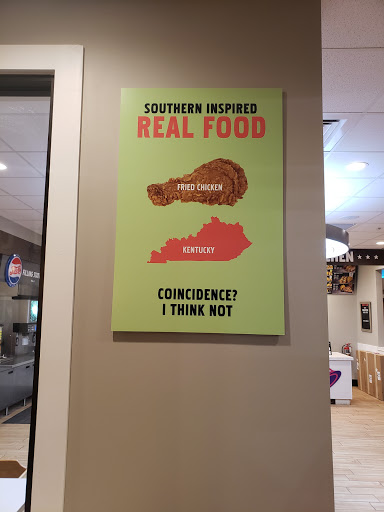 SOUTHERN INSPIRED
REAL FOOD
FRIED CHICKEN
KENTUCKY
COINCIDENCE?
I THINK NOT